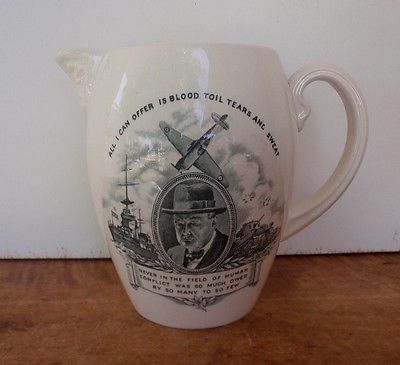 ALL I CAN OFFER IS BLOOD TOIL TEARS AND SWEAT
NEVER IN THE FIELD OF HUMAN
CONFLICT WAS SO MUCH OWED
BY SO MANY TO SO FEW